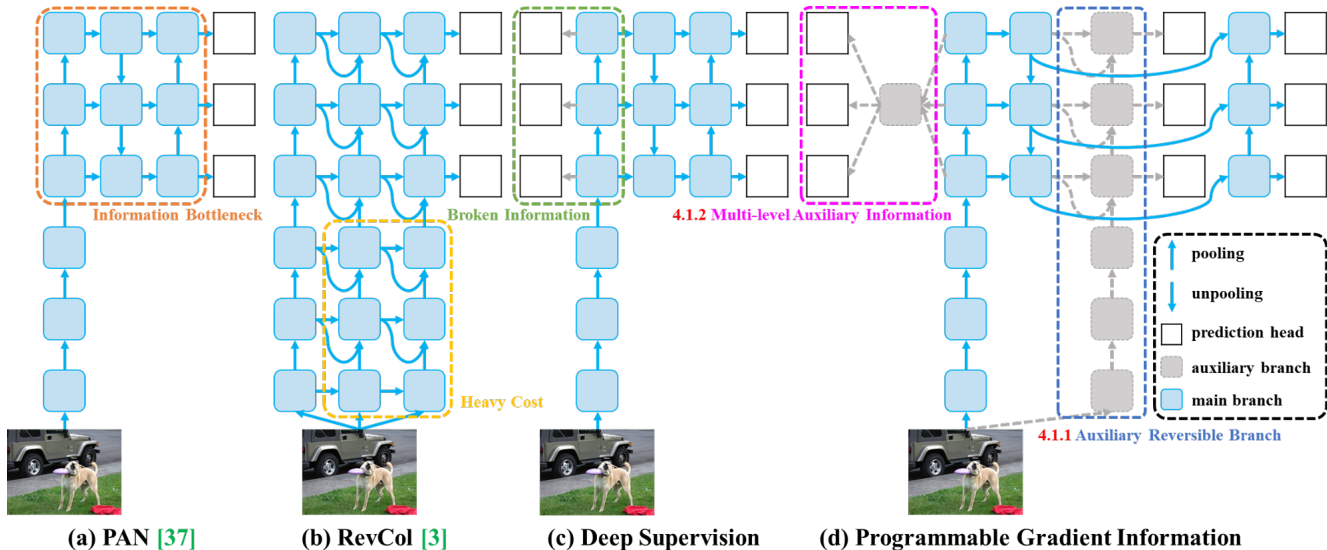 Information Bottleneck
Broken Information
4.1.2 Multi-level Auxiliary Information
Heavy Cost
pooling
unpooling
prediction head
auxiliary branch
main branch
4.1.1 Auxiliary Reversible Branch
(a) PAN [37]
(b) RevCol [3]
(c) Deep Supervision
(d) Programmable Gradient Information